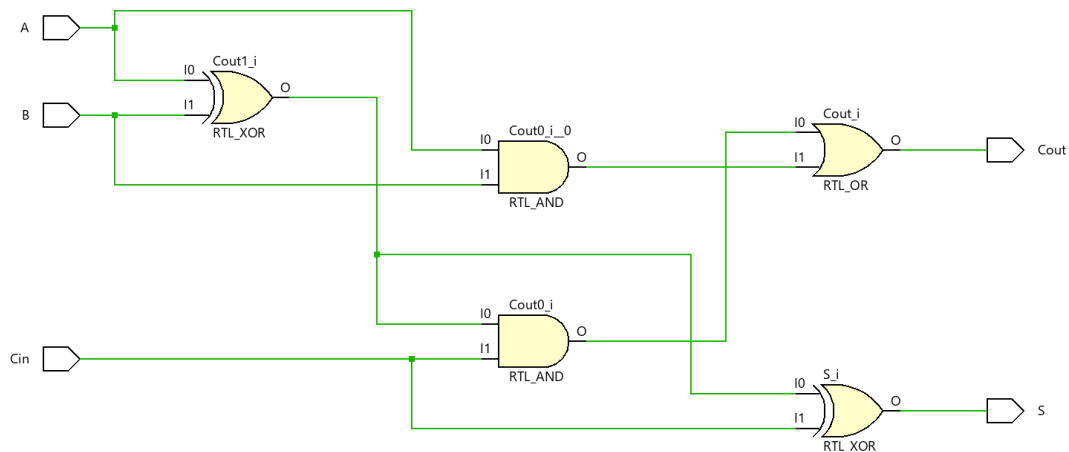 A
Cout1_i
I0
O
I1
RTL_XOR
B
Cout0_i__0
I0
O
I1
RTL_AND
Cout_i
I0
O
I1
RTL_OR
Cout
Cout0_i
I0
O
I1
RTL_AND
Cin
S_i
I0
O
I1
RTL_XOR
S